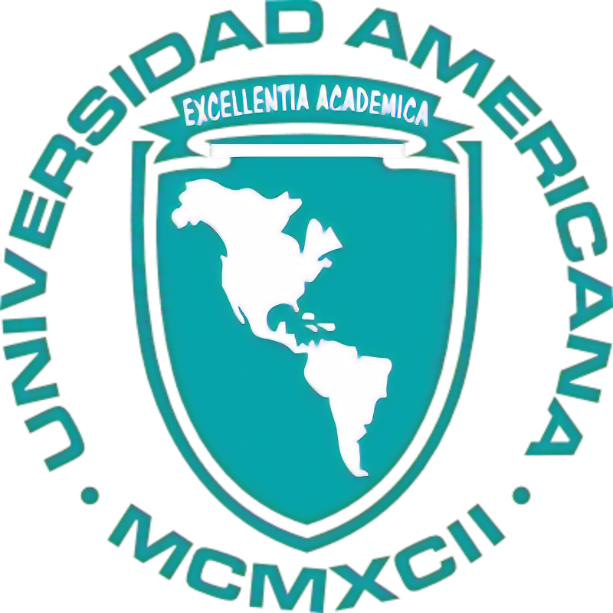 UNIVERSIDAD AMERICANA
EXCELLENTIA ACADEMICA
• MCMXCII •